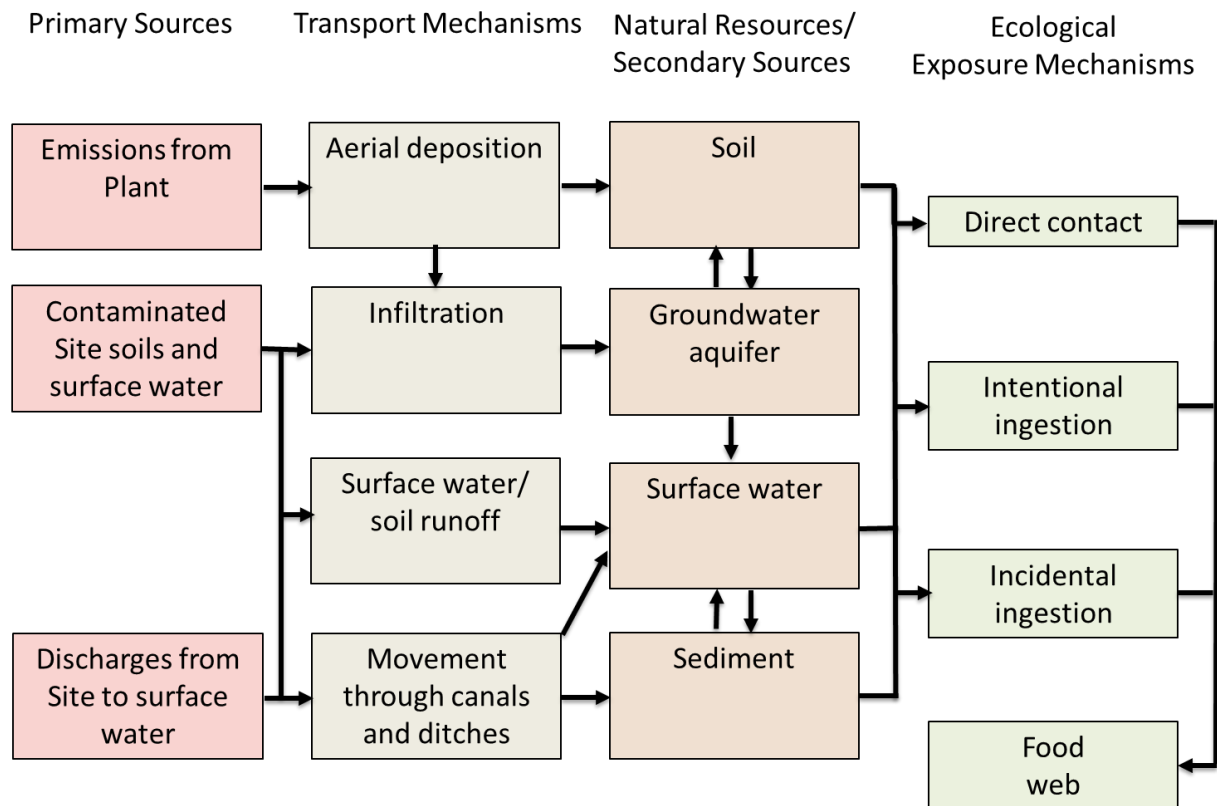 Primary Sources
Transport Mechanisms
Natural Resources/
Secondary Sources
Ecological
Exposure Mechanisms
Emissions from
Plant
Aerial deposition
Soil
Direct contact
Contaminated
Site soils and
surface water
Infiltration
Groundwater
aquifer
Intentional
ingestion
Surface water/
soil runoff
Surface water
Incidental
ingestion
Discharges from
Site to surface
water
Movement
through canals
and ditches
Sediment
Food
web